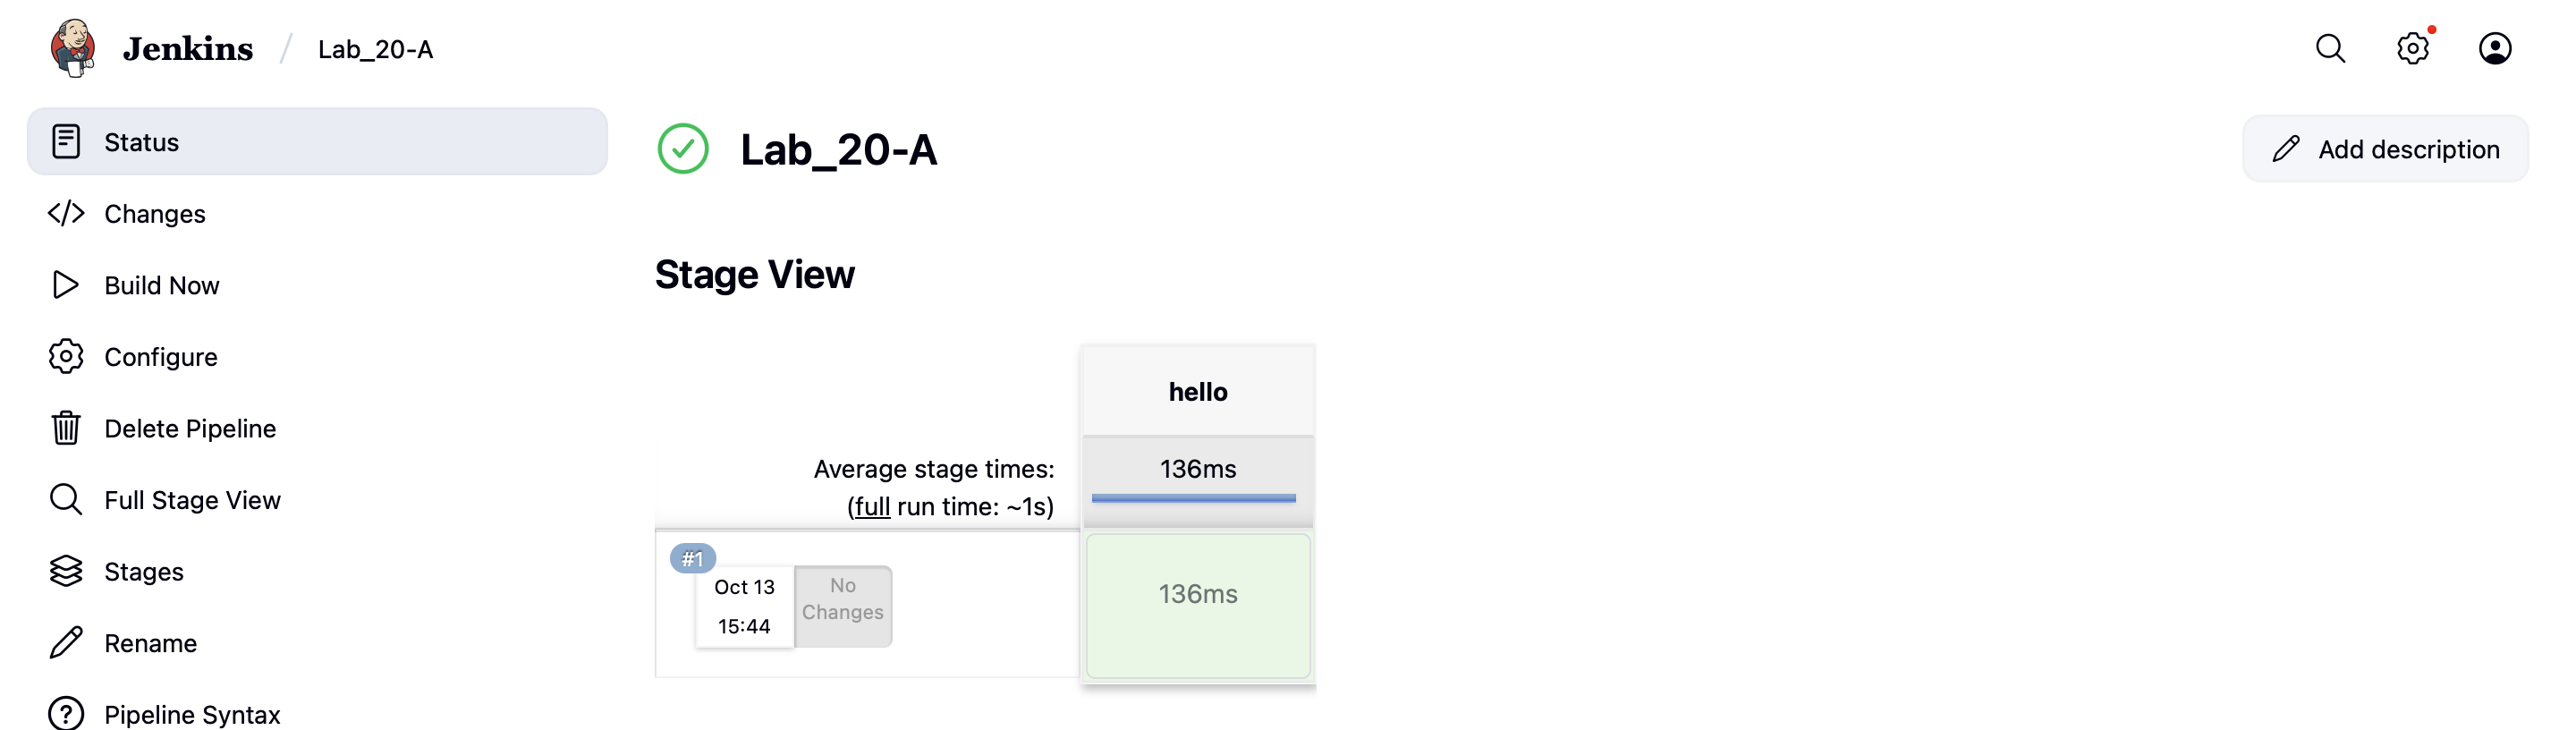 Jenkins / Lab_20-A
Status
Changes
Build Now
Configure
Delete Pipeline
Full Stage View
Stages
Rename
Pipeline Syntax
Lab_20-A
Add description
Stage View
hello
Average stage times:
136ms
(full run time: ~1s)
#1
Oct 13
15:44
No
Changes
136ms